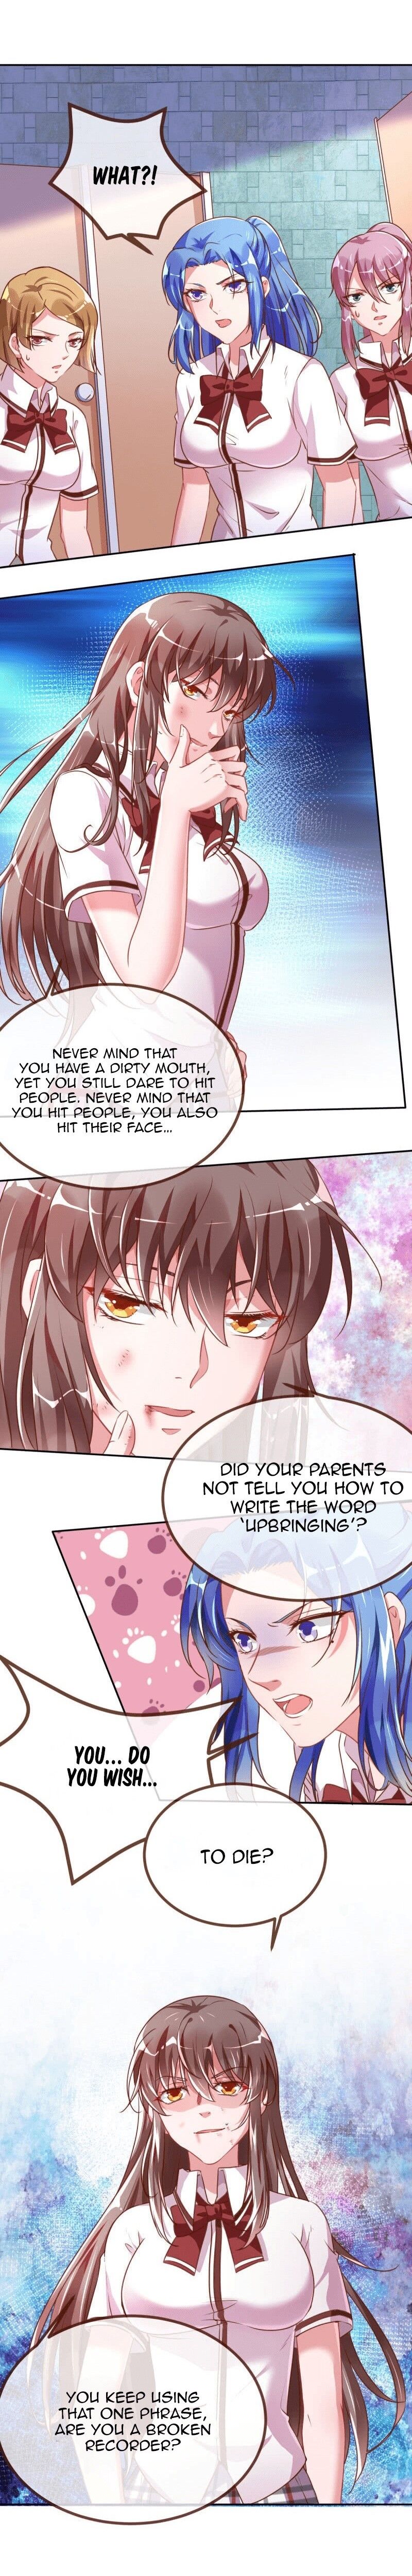 WHAT?!
NEVER MIND THAT
YOU HAVE A DIRTY MOUTH,
YET YOU STILL DARE TO HIT
PEOPLE. NEVER MIND THAT
YOU HIT PEOPLE, YOU ALSO
HIT THEIR FACE...
DID YOUR PARENTS
NOT TELL YOU HOW TO
WRITE THE WORD
'UPBRINGING'?
YOU... DO
YOU WISH...
TO DIE?
YOU KEEP USING
THAT ONE PHRASE,
ARE YOU A BROKEN
RECORDER?